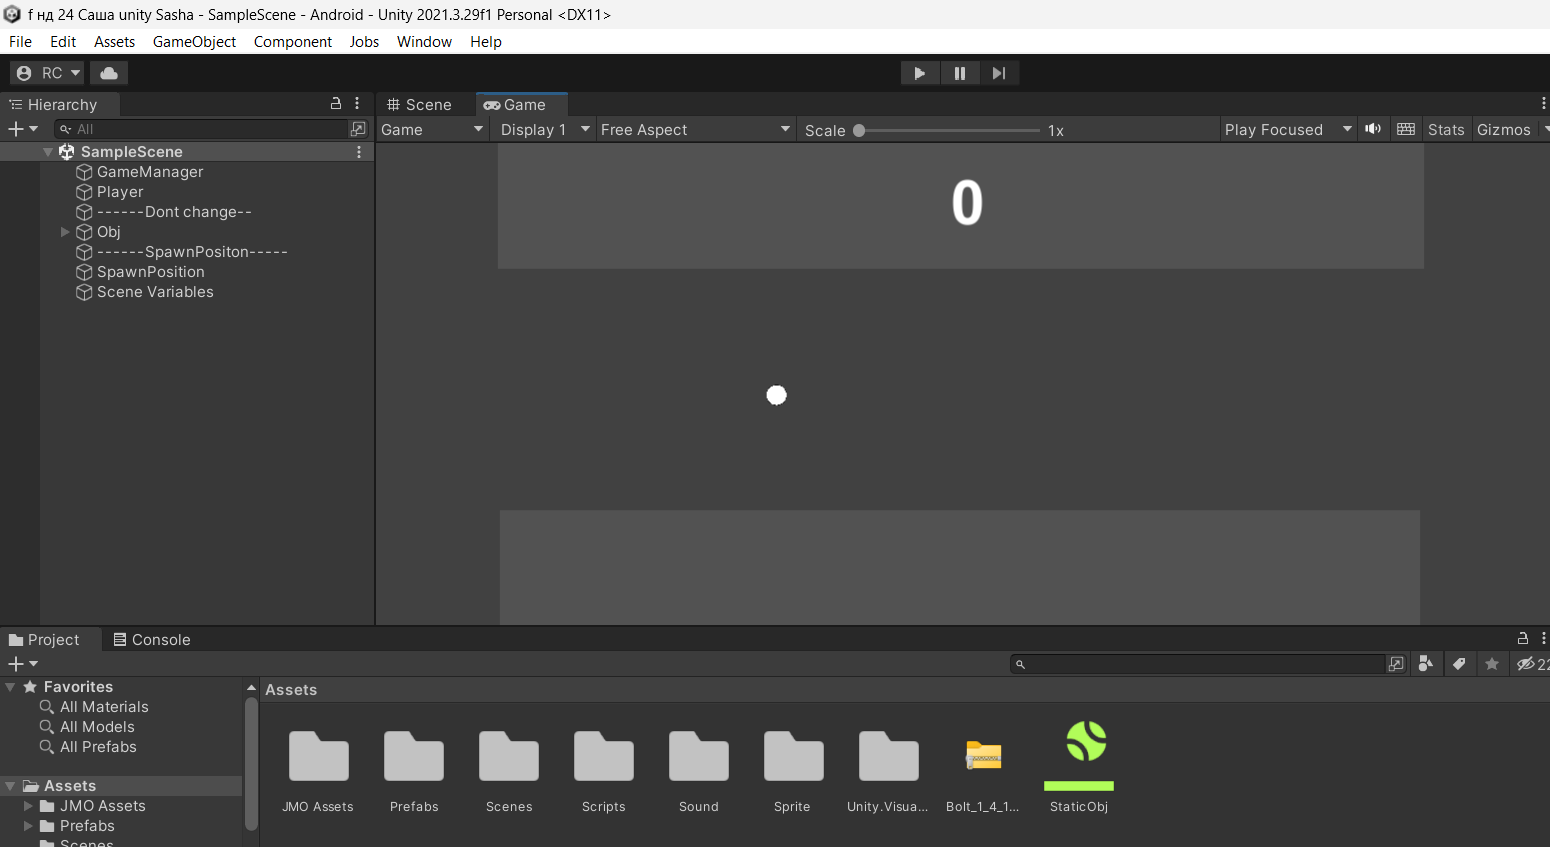 f нд 24 Саша unity Sasha - SampleScene - Android - Unity 2021.3.29f1 Personal <DX11>
File Edit Assets GameObject Component Jobs Window Help
RC
Hierarchy
All
SampleScene
GameManager
Player
------Dont change--
Obj
------SpawnPositon-----
SpawnPosition
Scene Variables
Scene Game
Game Display 1 Free Aspect Scale 1x Play Focused Stats Gizmos
0
Project Console
22
Favorites
All Materials
All Models
All Prefabs
Assets
JMO Assets
Prefabs
Scenes
Assets
JMO Assets Prefabs Scenes Scripts Sound Sprite Unity.Visua... Bolt_1_4_1... StaticObj